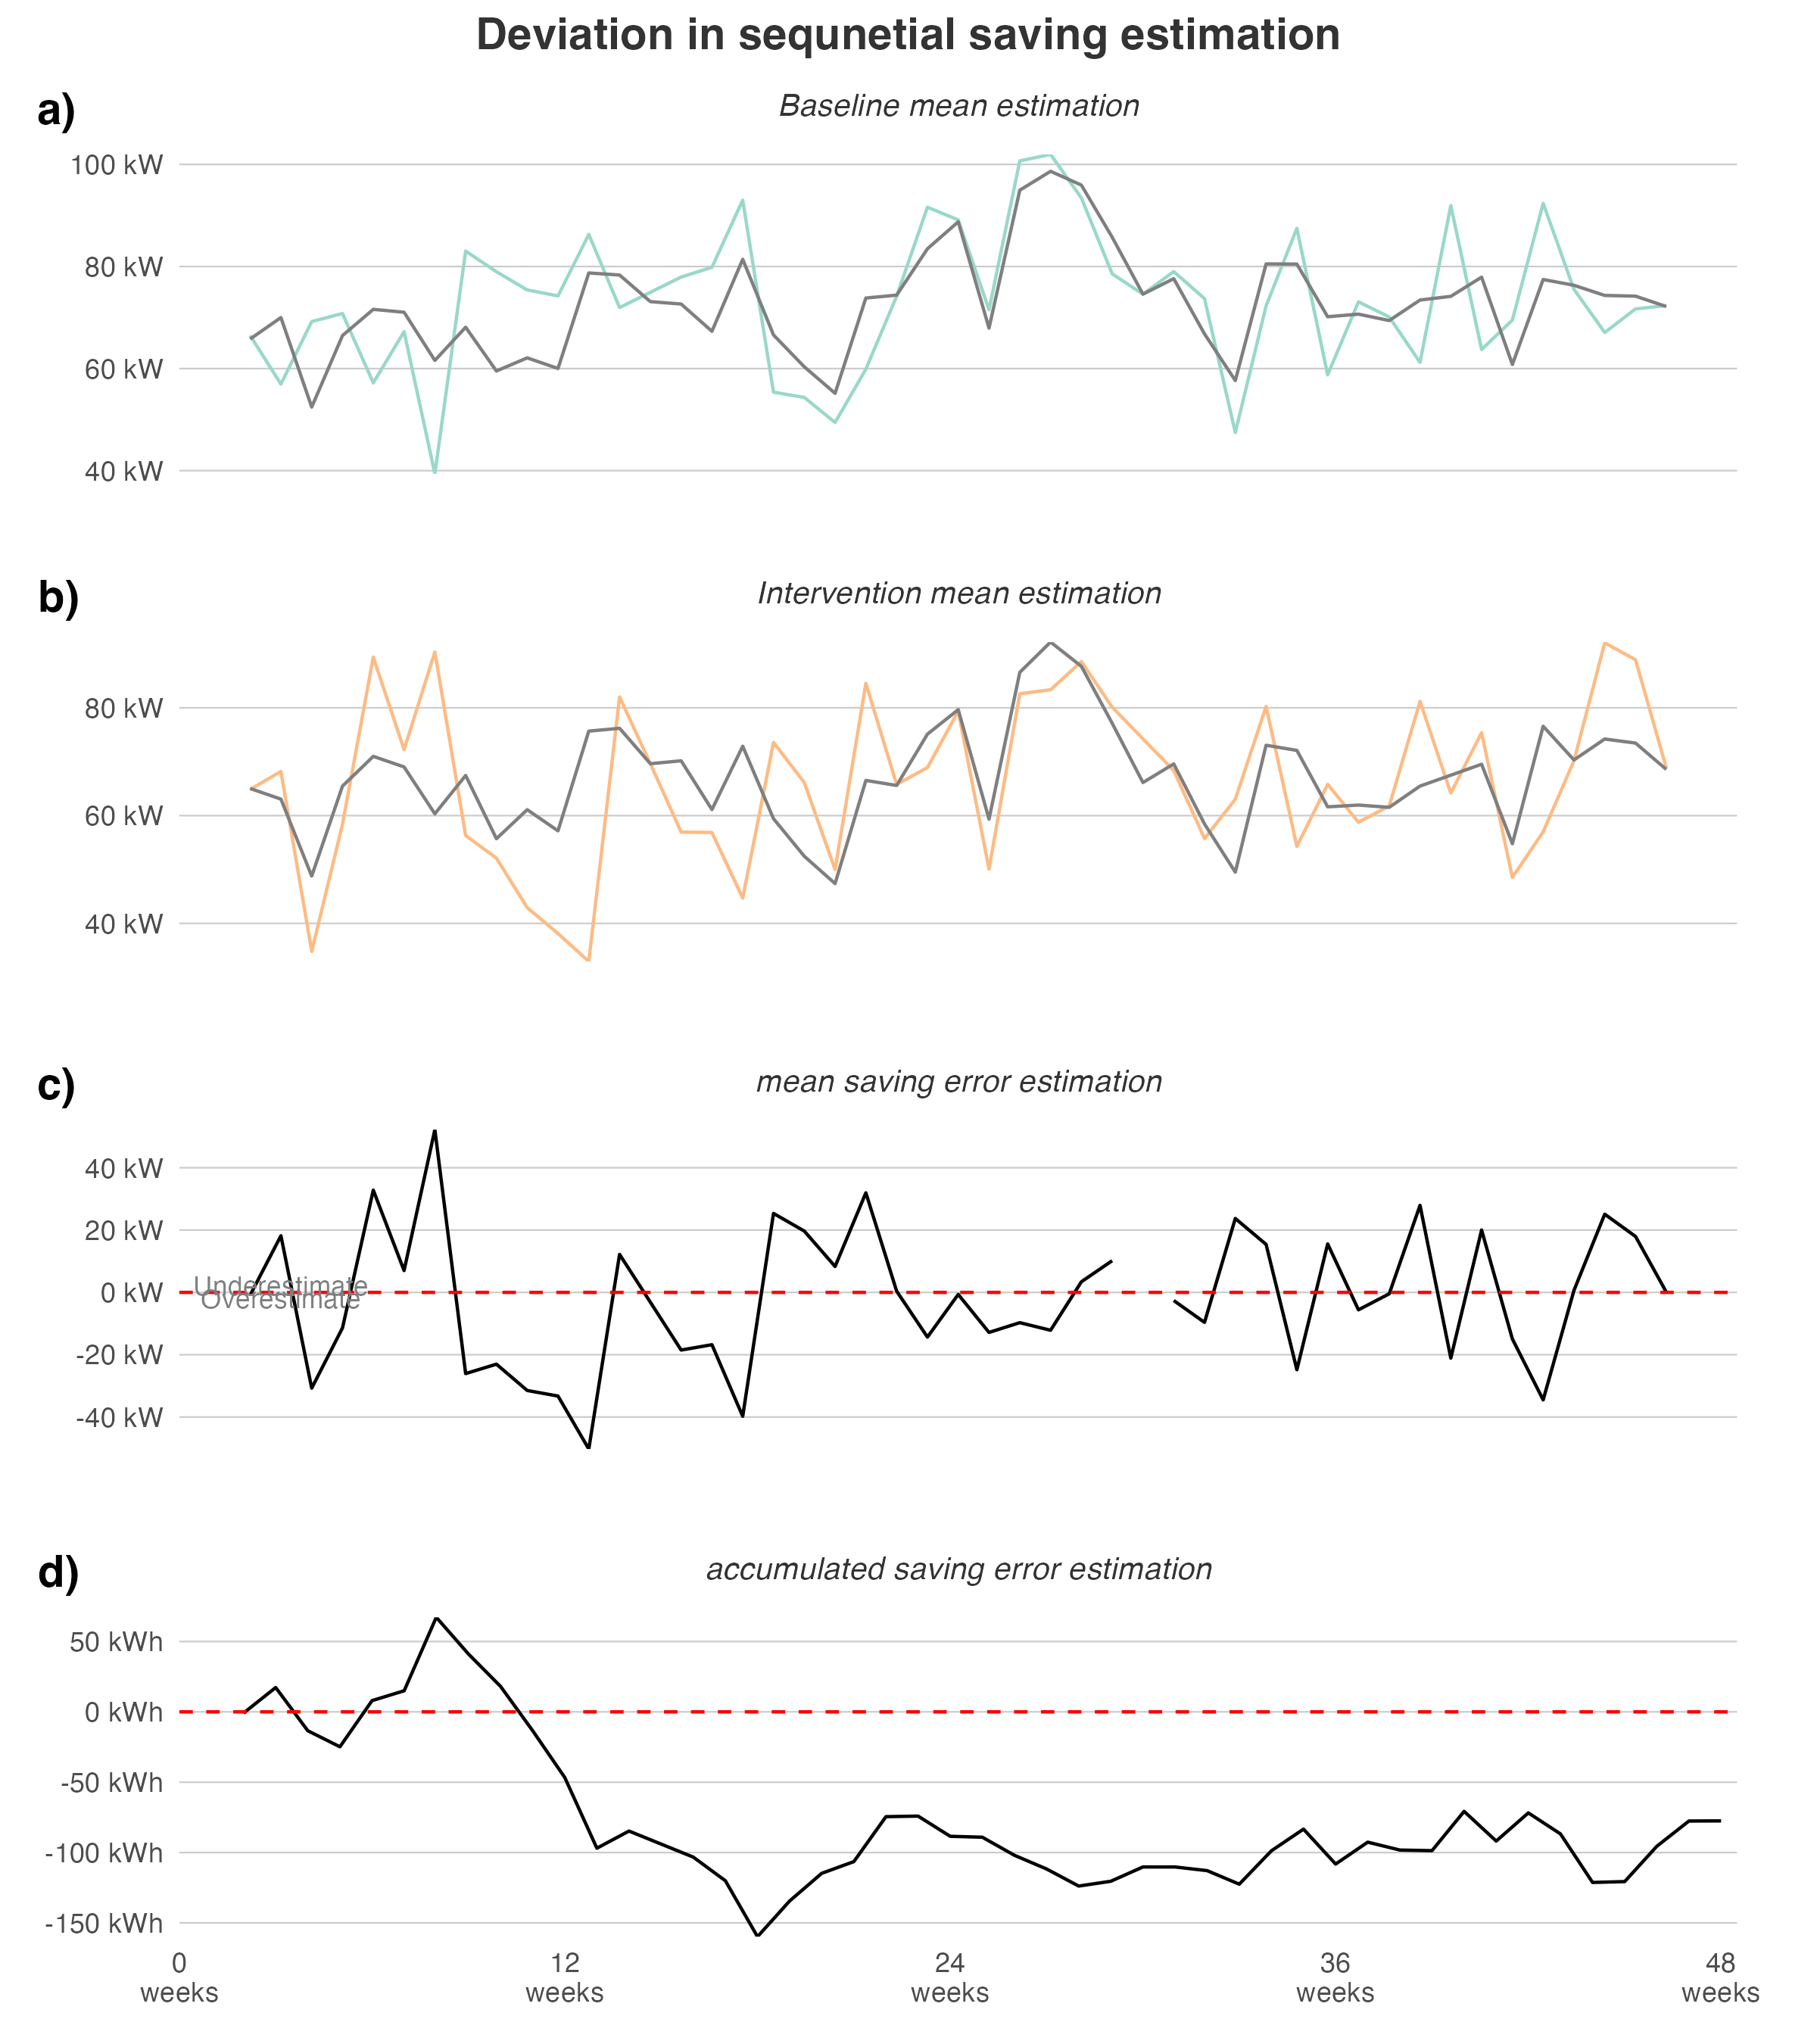 Deviation in sequnetial saving estimation
a)
Baseline mean estimation
100 kW
80 kW
60 kW
40 kW
b)
Intervention mean estimation
80 kW
60 kW
40 kW
c)
mean saving error estimation
40 kW
20 kW
0 kW
-20 kW
-40 kW
Underestimate
Overestimate
d)
accumulated saving error estimation
50 kWh
0 kWh
-50 kWh
-100 kWh
-150 kWh
0 12 24 36 48
weeks weeks weeks weeks weeks